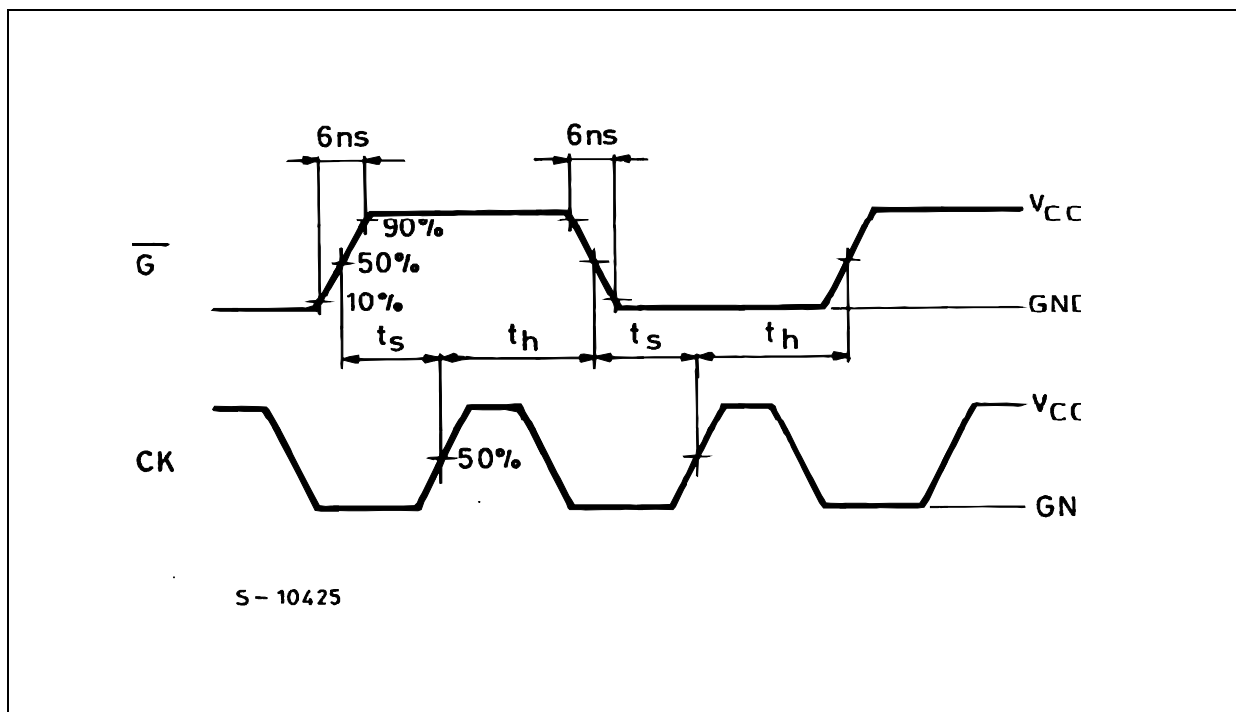 6ns 6ns
VCC
90%
G
50%
10%
GND
ts th ts th
VCC
CK
50%
GN
S-10425